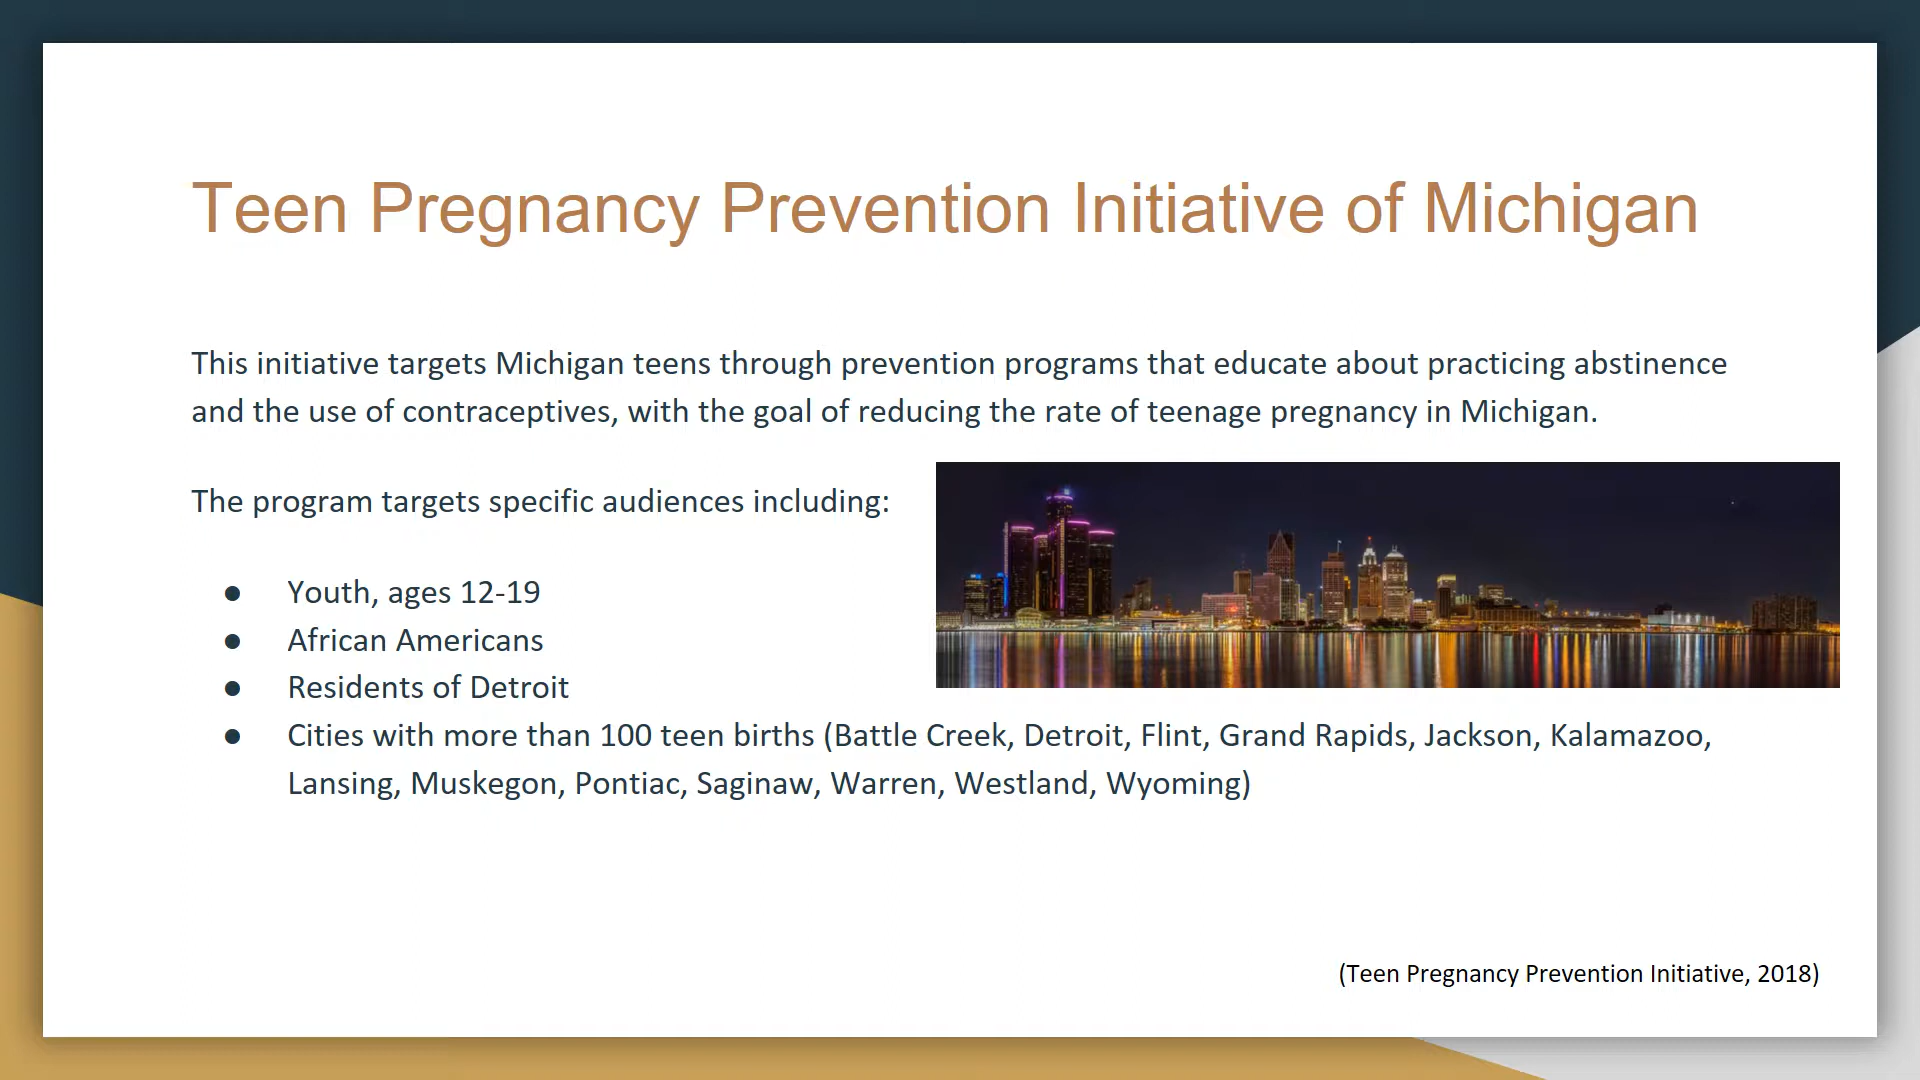 Teen Pregnancy Prevention Initiative of Michigan
This initiative targets Michigan teens through prevention programs that educate about practicing abstinence
and the use of contraceptives, with the goal of reducing the rate of teenage pregnancy in Michigan.
The program targets specific audiences including:
● Youth, ages 12-19
● African Americans
● Residents of Detroit
● Cities with more than 100 teen births (Battle Creek, Detroit, Flint, Grand Rapids, Jackson, Kalamazoo,
Lansing, Muskegon, Pontiac, Saginaw, Warren, Westland, Wyoming)
(Teen Pregnancy Prevention Initiative, 2018)